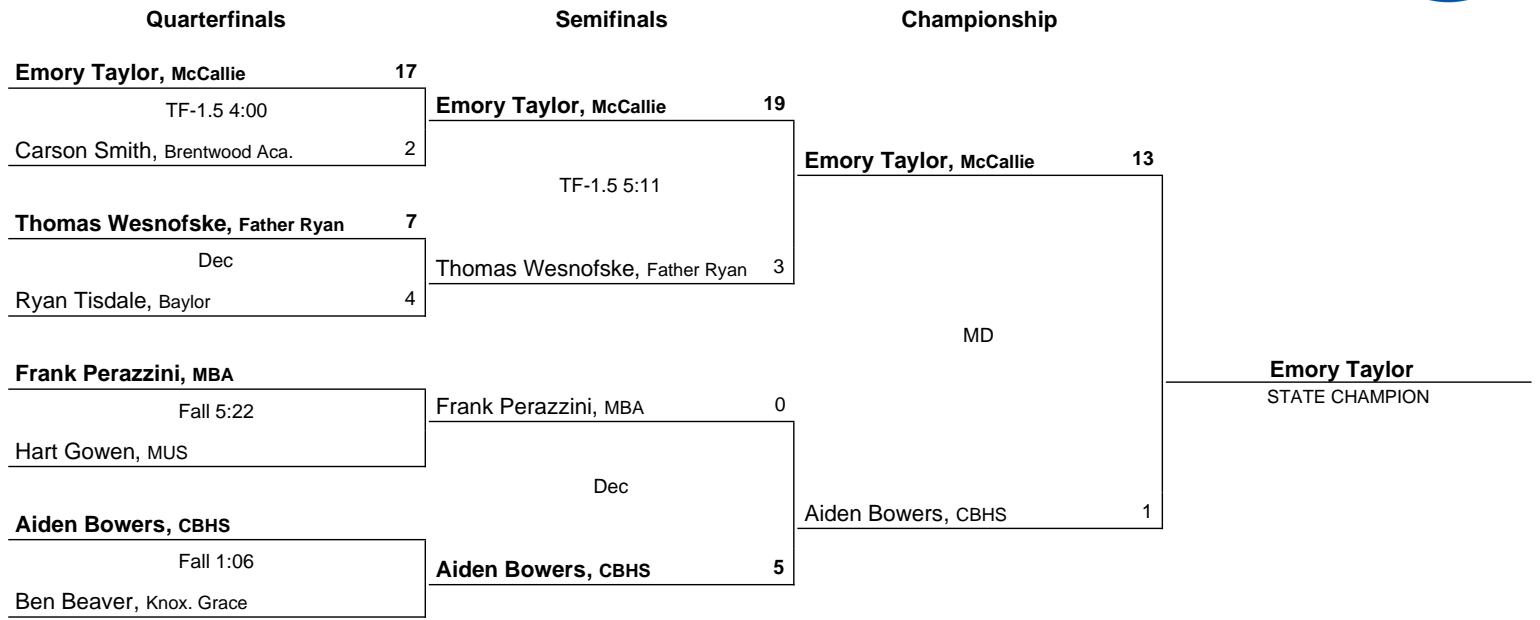 Quarterfinals Semifinals Championship
Emory Taylor, McCallie 17
TF-1.5 4:00
Carson Smith, Brentwood Aca. 2
Thomas Wesnofske, Father Ryan 7
Dec
Ryan Tisdale, Baylor 4
Frank Perazzini, MBA
Fall 5:22
Hart Gowen, MUS
Aiden Bowers, CBHS
Fall 1:06
Ben Beaver, Knox. Grace
Emory Taylor, McCallie 19
TF-1.5 5:11
Thomas Wesnofske, Father Ryan 3
Frank Perazzini, MBA 0
Dec
Aiden Bowers, CBHS 5
Emory Taylor, McCallie 13
MD
Aiden Bowers, CBHS 1
Emory Taylor
STATE CHAMPION